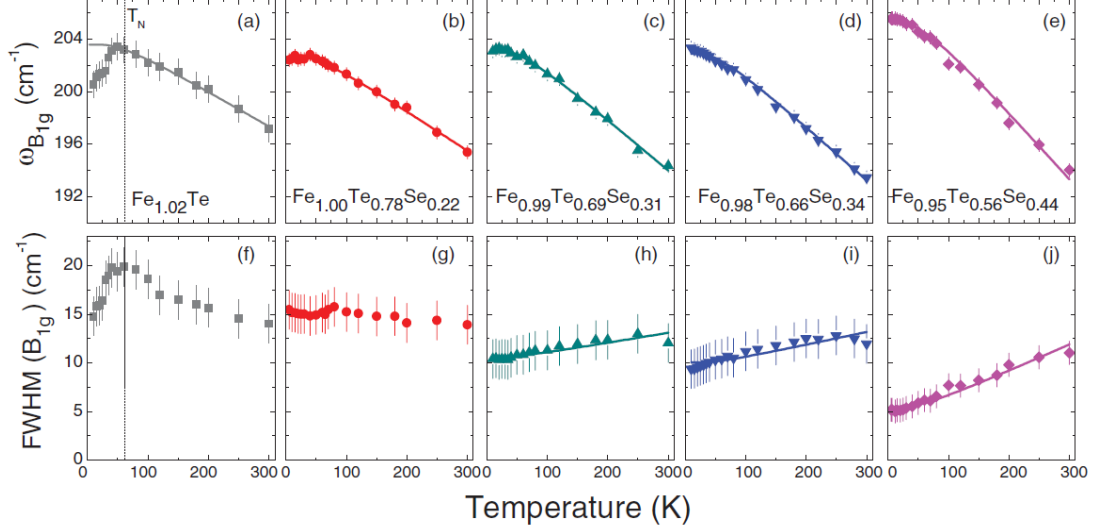 T_N
(a) (b) (c) (d) (e)
ω_B1g (cm⁻¹)
204
200
196
192
Fe₁.₀₂Te Fe₁.₀₀Te₀.₇₈Se₀.₂₂ Fe₀.₉₉Te₀.₆₉Se₀.₃₁ Fe₀.₉₈Te₀.₆₆Se₀.₃₄ Fe₀.₉₅Te₀.₅₆Se₀.₄₄
(f) (g) (h) (i) (j)
FWHM (B₁g) (cm⁻¹)
20
15
10
5
0
0 100 200 300 0 100 200 300 0 100 200 300 0 100 200 300 0 100 200 300
Temperature (K)